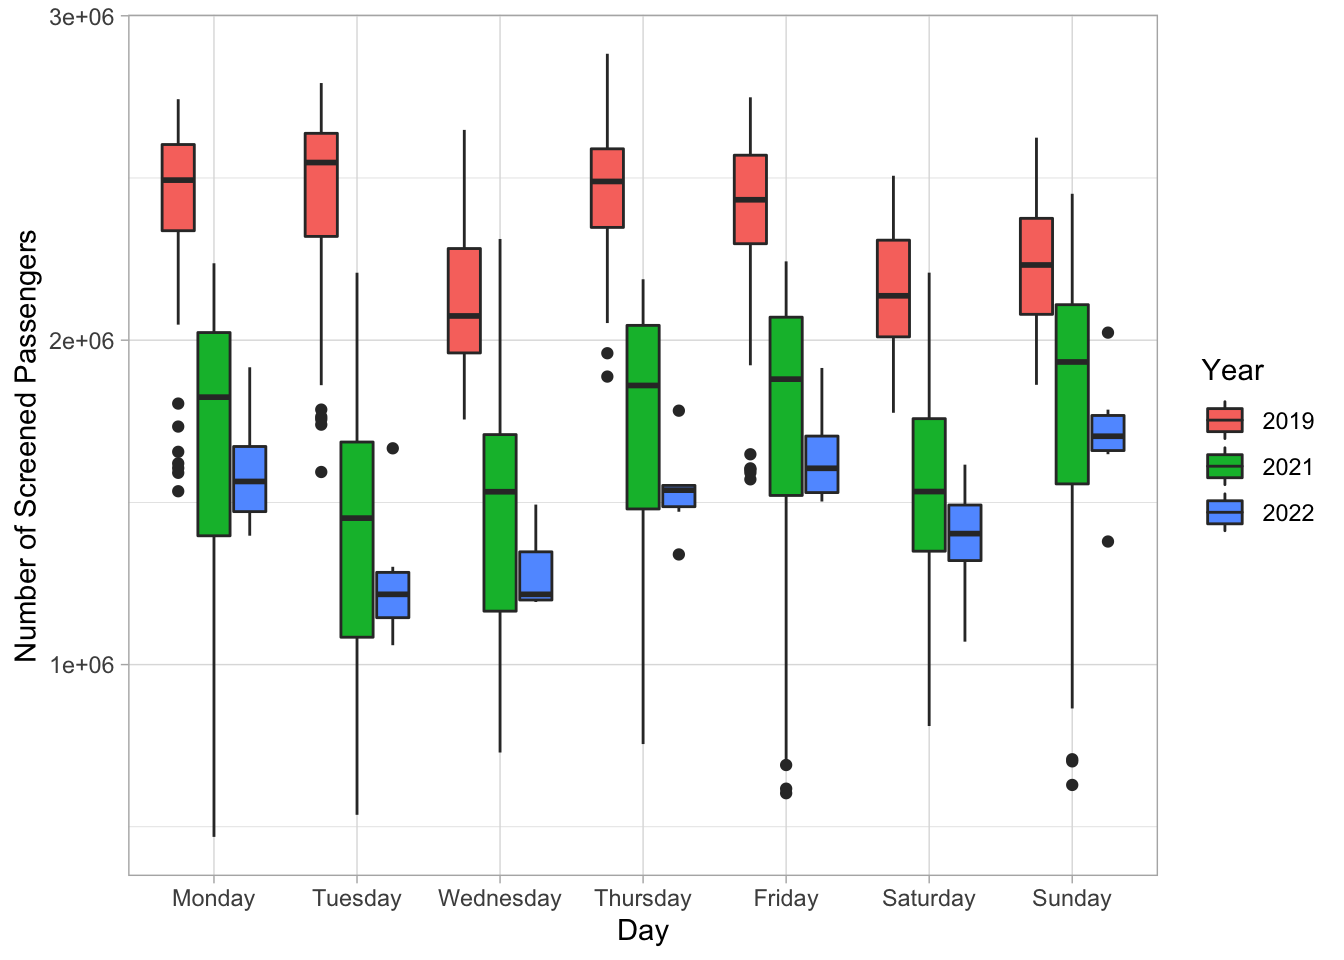 3e+06
2e+06
1e+06
Number of Screened Passengers
Monday Tuesday Wednesday Thursday Friday Saturday Sunday
Day
Year
2019
2021
2022